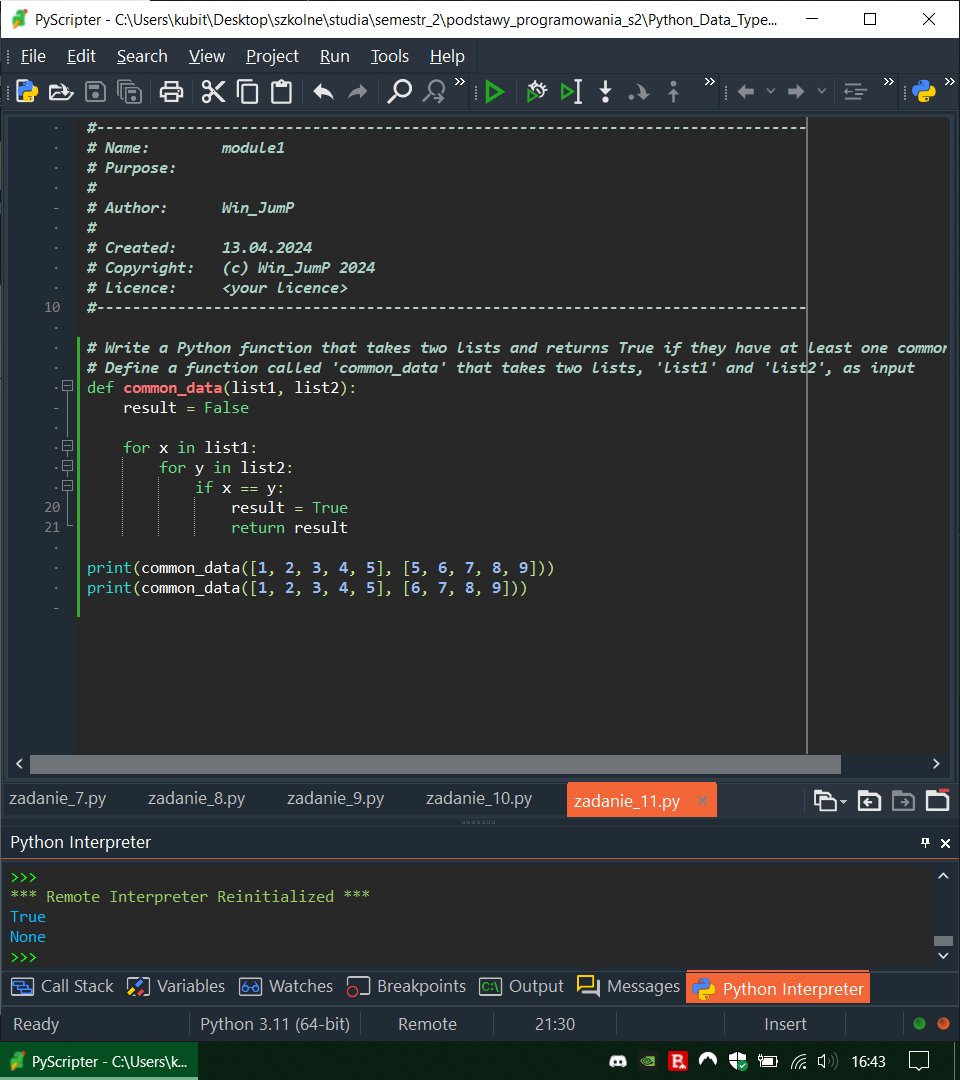 PyScripter - C:\Users\kubit\Desktop\szkolne\studia\semestr_2\podstawy_programowania_s2\Python_Data_Type...
File Edit Search View Project Run Tools Help
#-------------------------------------------------------------------------------
# Name:        module1
# Purpose:
#
# Author:      Win_JumP
#
# Created:     13.04.2024
# Copyright:   (c) Win_JumP 2024
# Licence:     <your licence>
10 #-------------------------------------------------------------------------------
# Write a Python function that takes two lists and returns True if they have at least one common
# Define a function called 'common_data' that takes two lists, 'list1' and 'list2', as input
def common_data(list1, list2):
    result = False
    for x in list1:
        for y in list2:
            if x == y:
20                 result = True
21                 return result
print(common_data([1, 2, 3, 4, 5], [5, 6, 7, 8, 9]))
print(common_data([1, 2, 3, 4, 5], [6, 7, 8, 9]))
zadanie_7.py zadanie_8.py zadanie_9.py zadanie_10.py zadanie_11.py
Python Interpreter
>>>
*** Remote Interpreter Reinitialized ***
True
None
>>>
Call Stack Variables Watches Breakpoints Output Messages Python Interpreter
Ready Python 3.11 (64-bit) Remote 21:30 Insert
PyScripter - C:\Users\k... 16:43